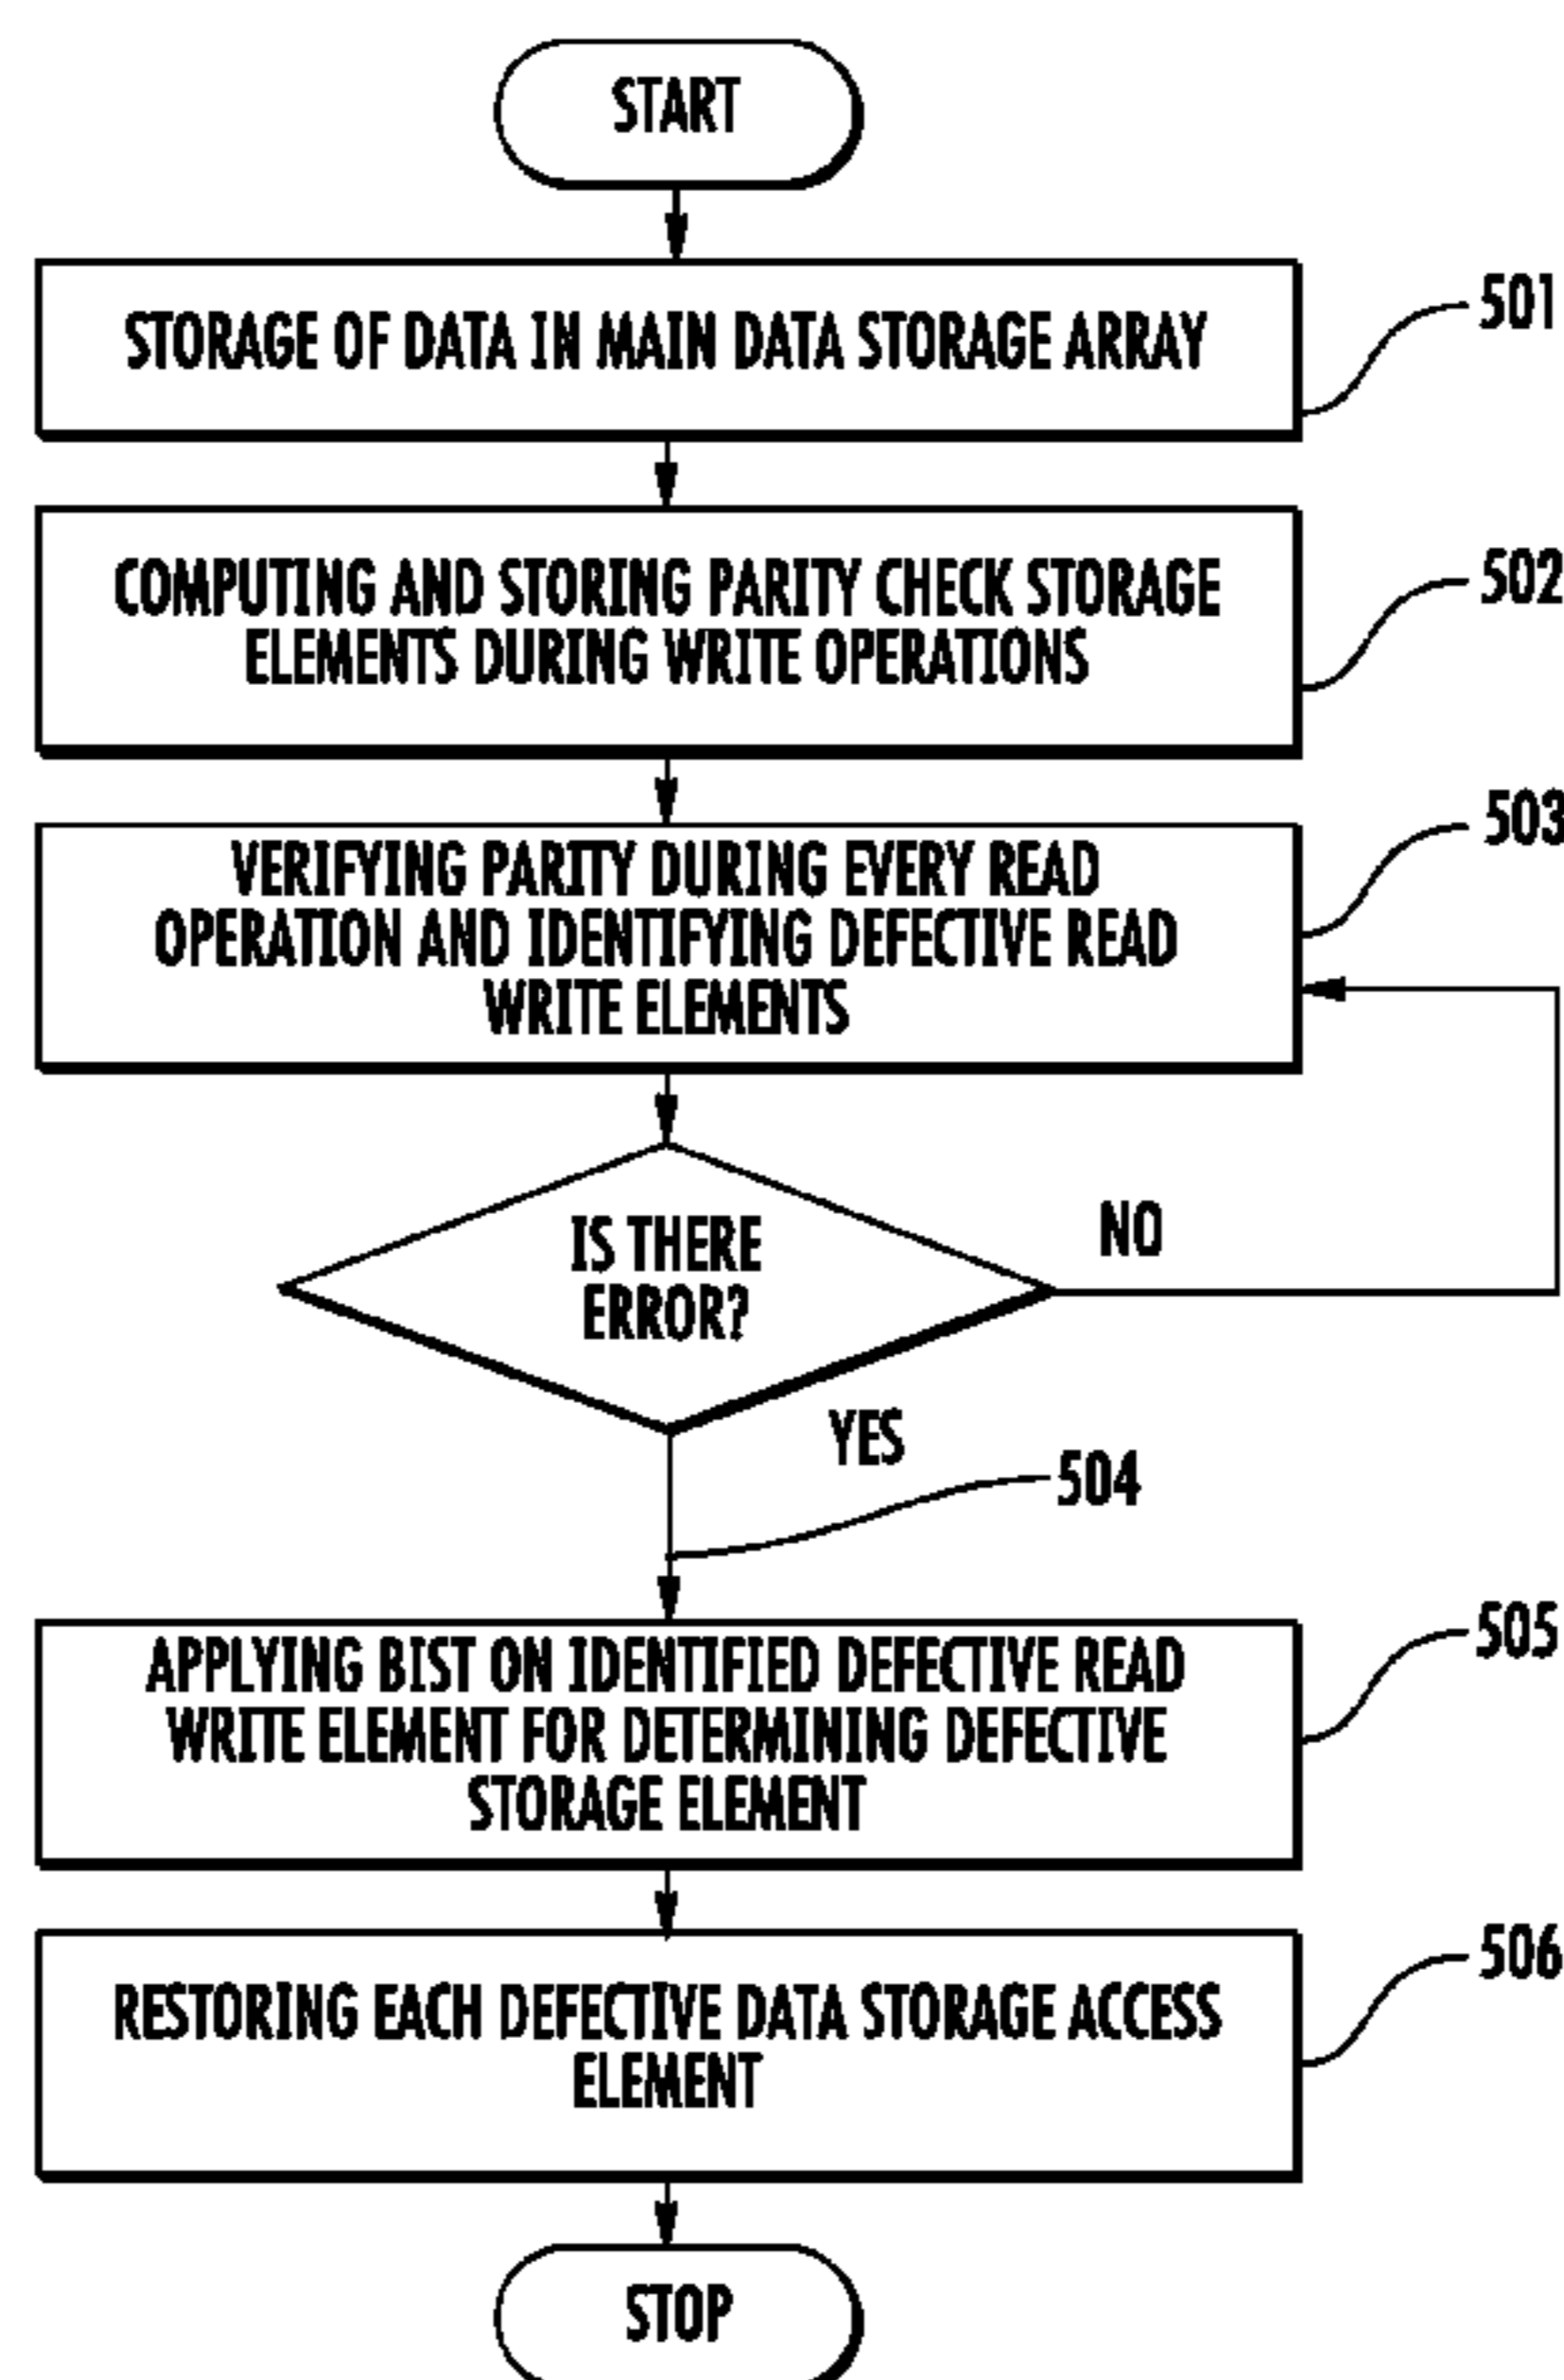 START
STORAGE OF DATA IN MAIN DATA STORAGE ARRAY
501
COMPUTING AND STORING PARITY CHECK STORAGE
ELEMENTS DURING WRITE OPERATIONS
502
VERIFYING PARITY DURING EVERY READ
OPERATION AND IDENTIFYING DEFECTIVE READ
WRITE ELEMENTS
503
IS THERE
ERROR?
NO
YES
504
APPLYING BIST ON IDENTIFIED DEFECTIVE READ
WRITE ELEMENT FOR DETERMINING DEFECTIVE
STORAGE ELEMENT
505
RESTORING EACH DEFECTIVE DATA STORAGE ACCESS
ELEMENT
506
STOP